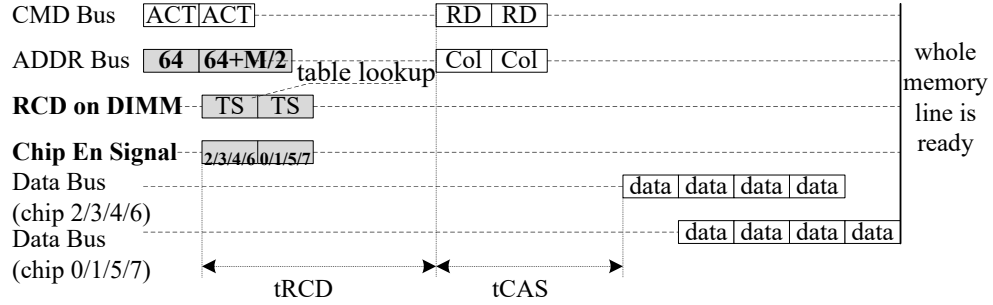 CMD Bus ACT ACT RD RD
ADDR Bus 64 64+M/2 Col Col
table lookup
RCD on DIMM TS TS
Chip En Signal 2/3/4/6 0/1/5/7
Data Bus
(chip 2/3/4/6)
data data data data
Data Bus
(chip 0/1/5/7)
data data data data
tRCD tCAS
whole
memory
line is
ready